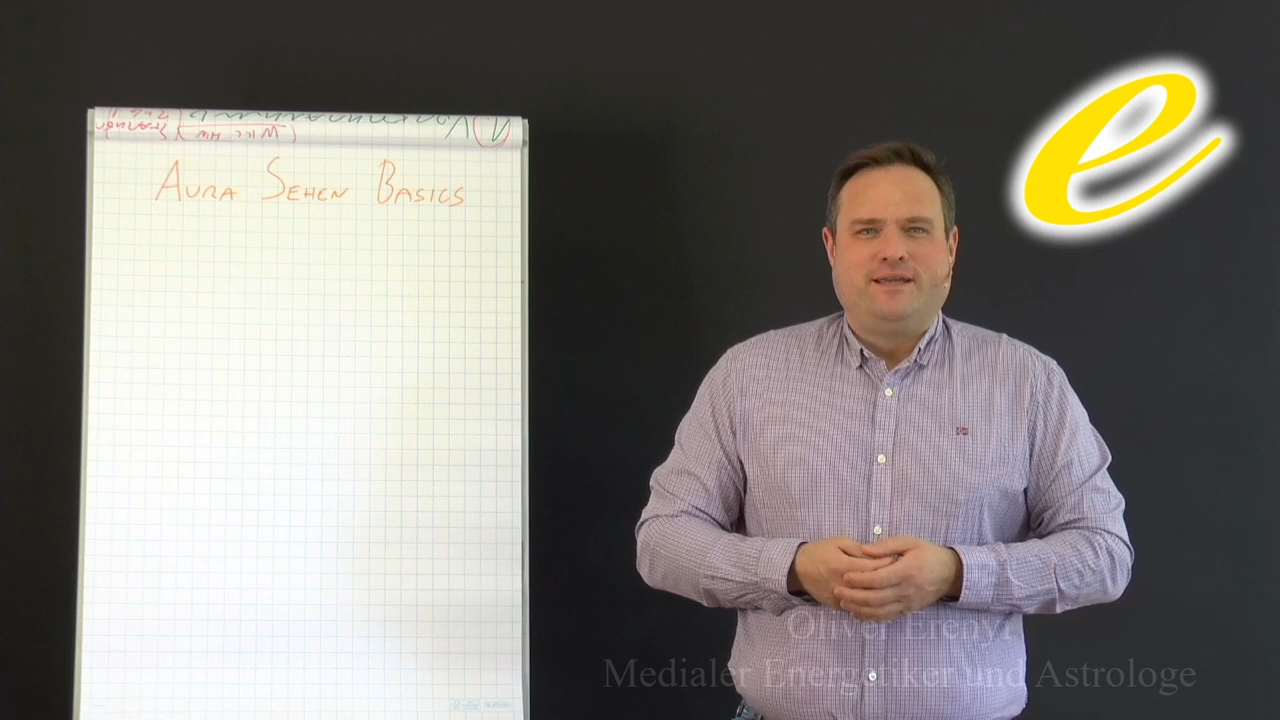 Aura Sehen Basics
e
Oliver Erenyi
Medialer Energetiker und Astrologe